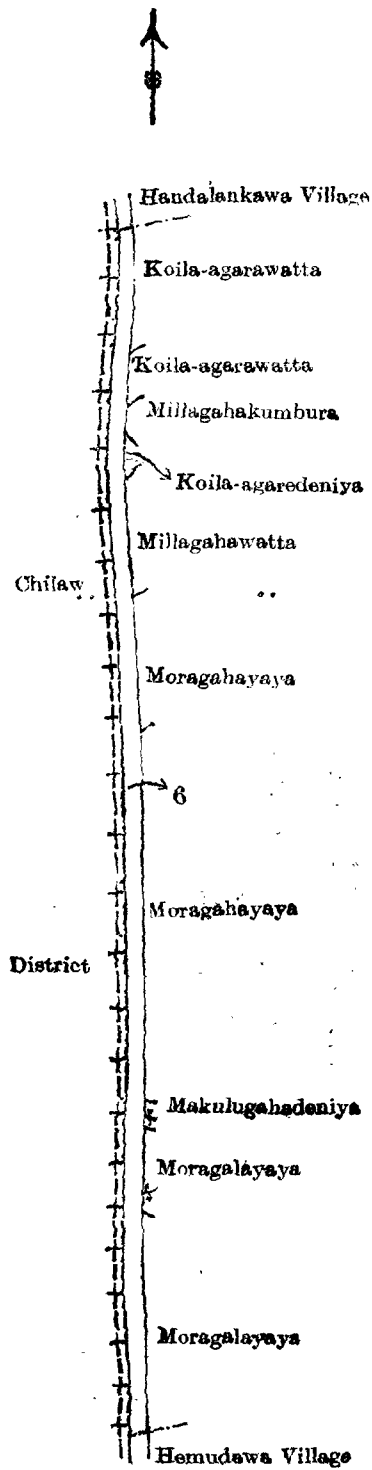 Handalankawa Village
Koila-agarawatta
Koila-agarawatta
Millagahakumbura
Koila-agaredeniya
Millagahawatta
Chilaw
Moragahayaya
6
Moragahayaya
District
Makulugahadeniya
Moragalayaya
Moragalayaya
Hemudawa Village